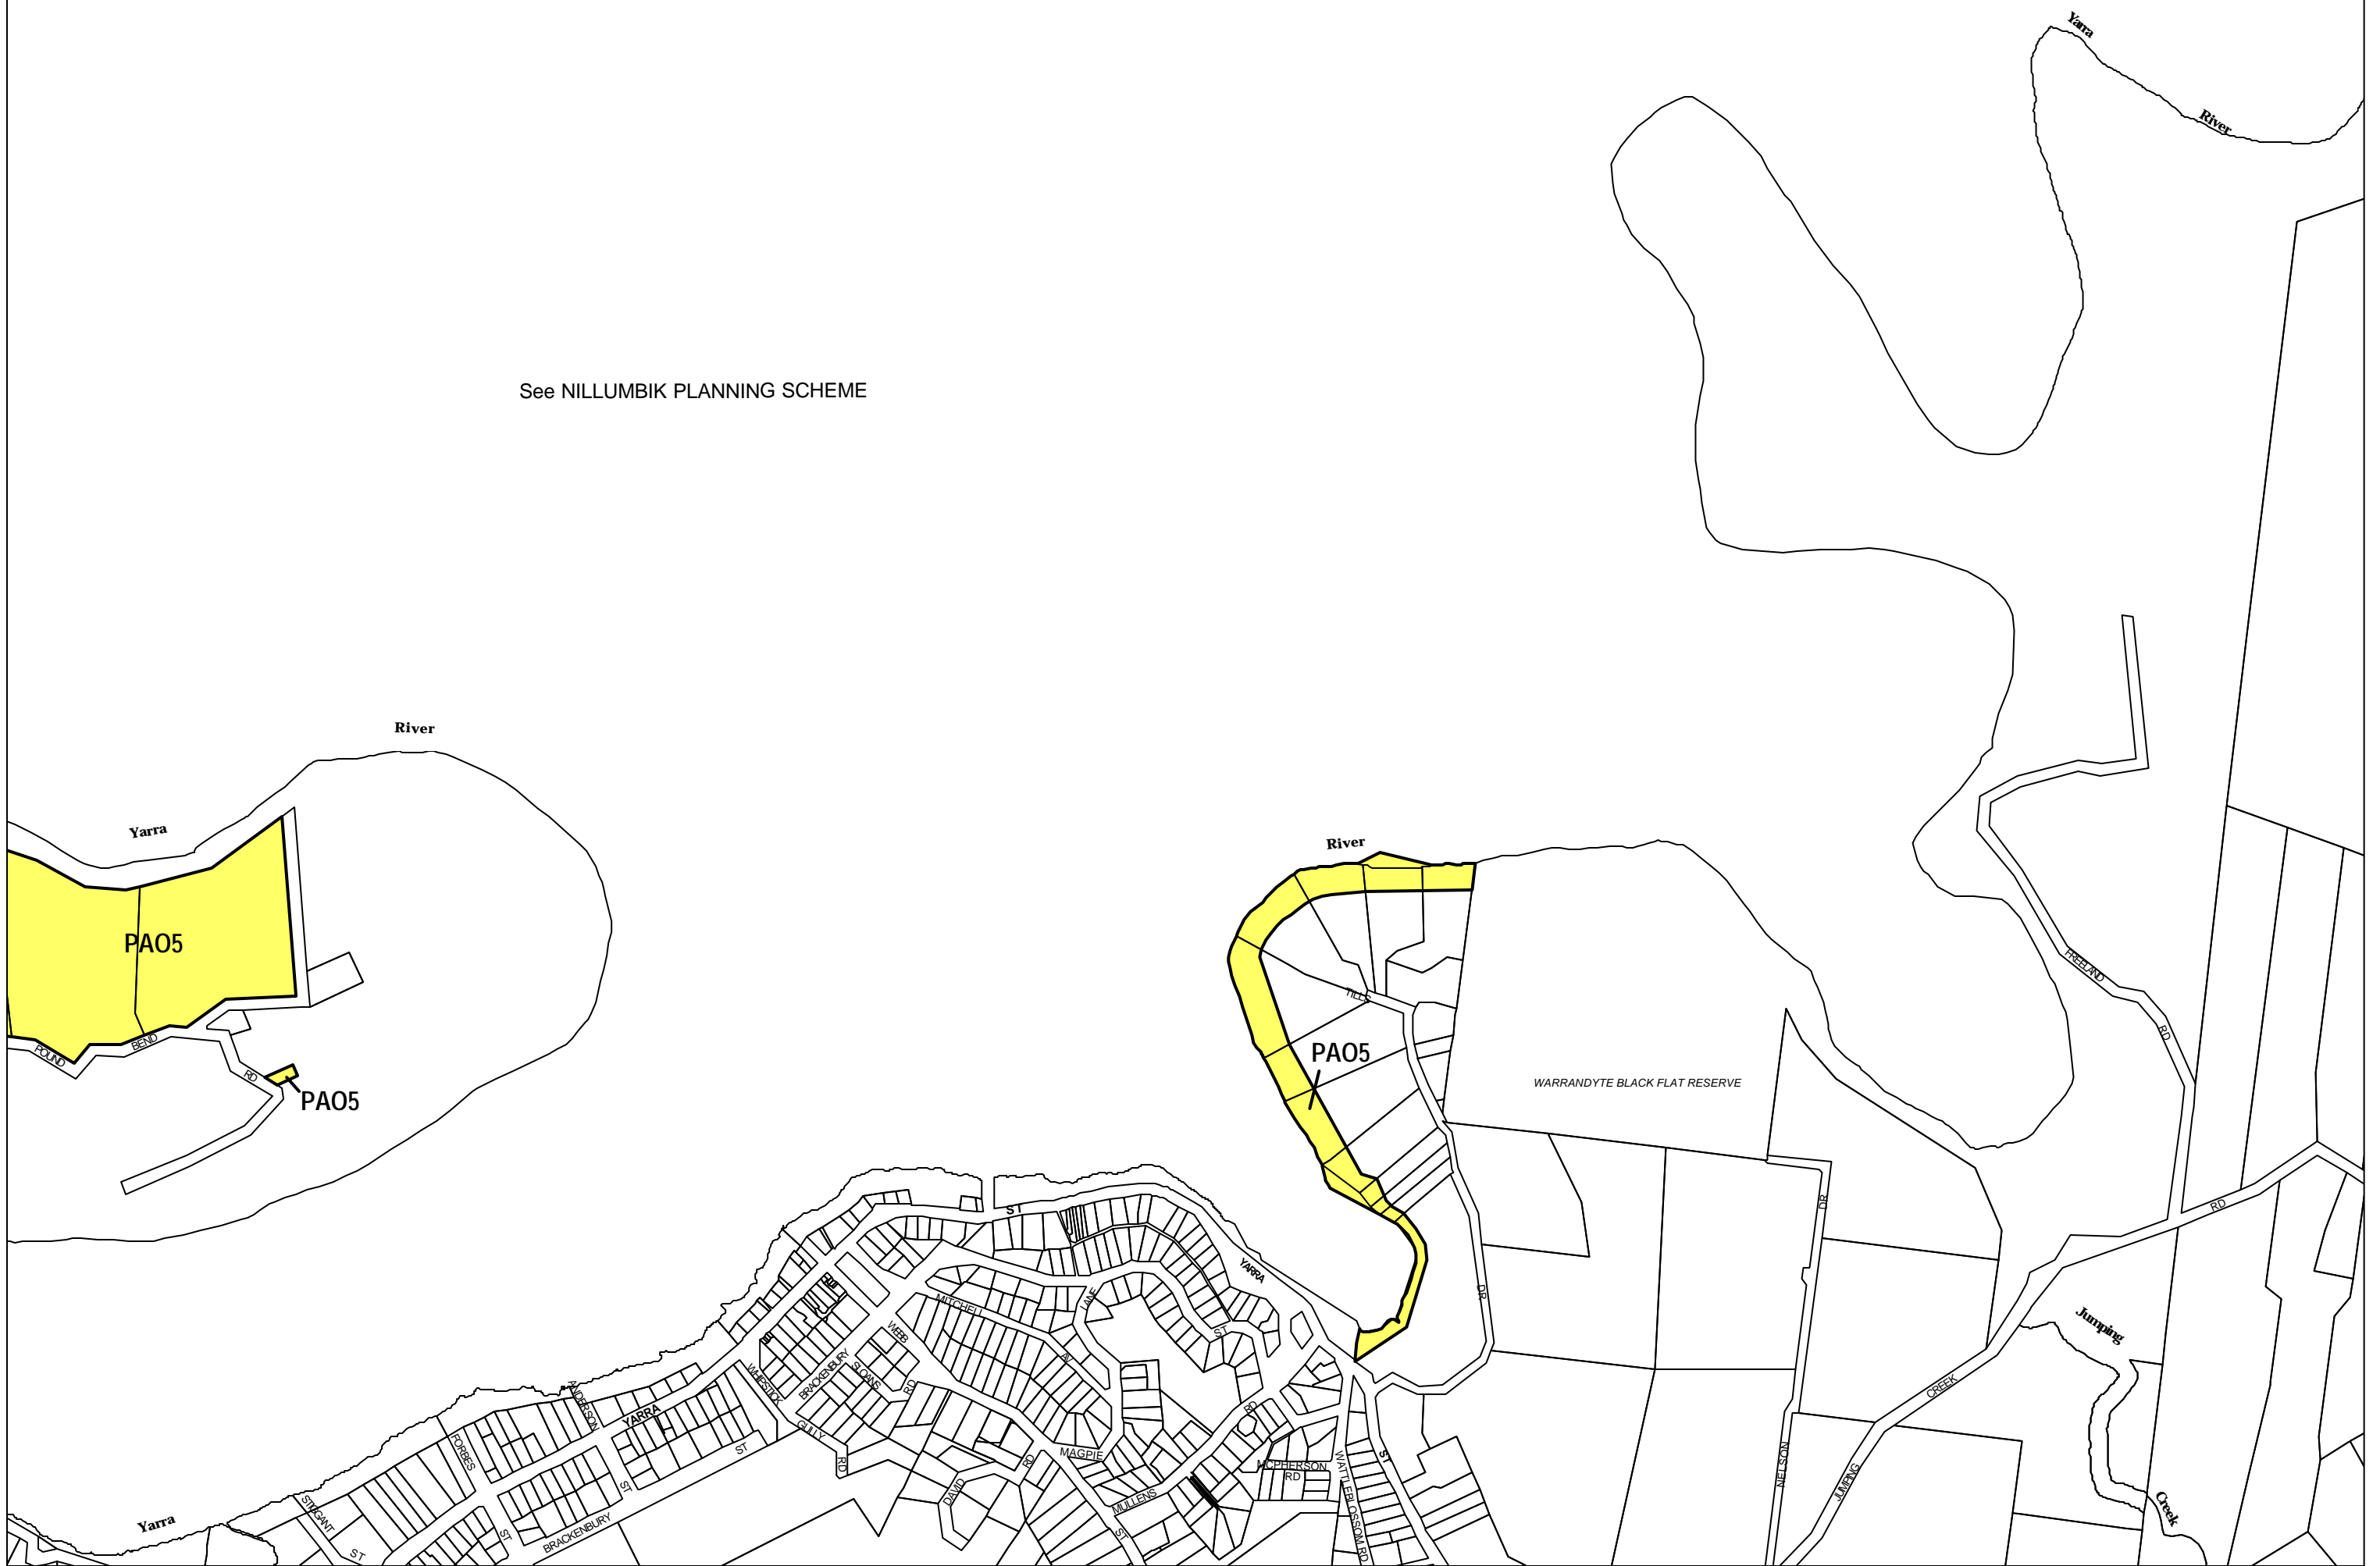 Yarra
River
See NILLUMBIK PLANNING SCHEME
River
Yarra
River
PAO5
FREELAND
TILLS
RD
POUND
BEND
PAO5
RD
WARRANDYTE BLACK FLAT RESERVE
PAO5
ST
DR
RD
YARRA
DR
MITCHELL
LANE
Jumping
WEBB
ST
AV
BRACKENBURY
SLOANS
WHIPSTICK
RD
CREEK
ANDERSON
YARRA
RD
GULLY
FORBES
ST
MAGPIE
RD
RD
WATTLEBLOSSOM RD
ST
NELSON
MCPHERSON
RD
JUMPING
ST
DAVID
MULLENS
Creek
STIGGANT
Yarra
ST
BRACKENBURY
ST
ST